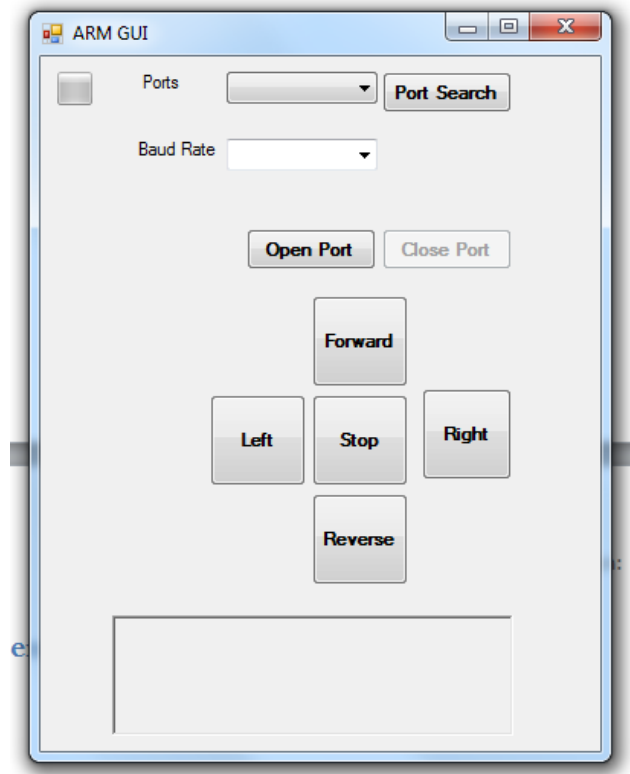 ARM GUI
Ports
Port Search
Baud Rate
Open Port
Close Port
Forward
Left
Stop
Right
Reverse